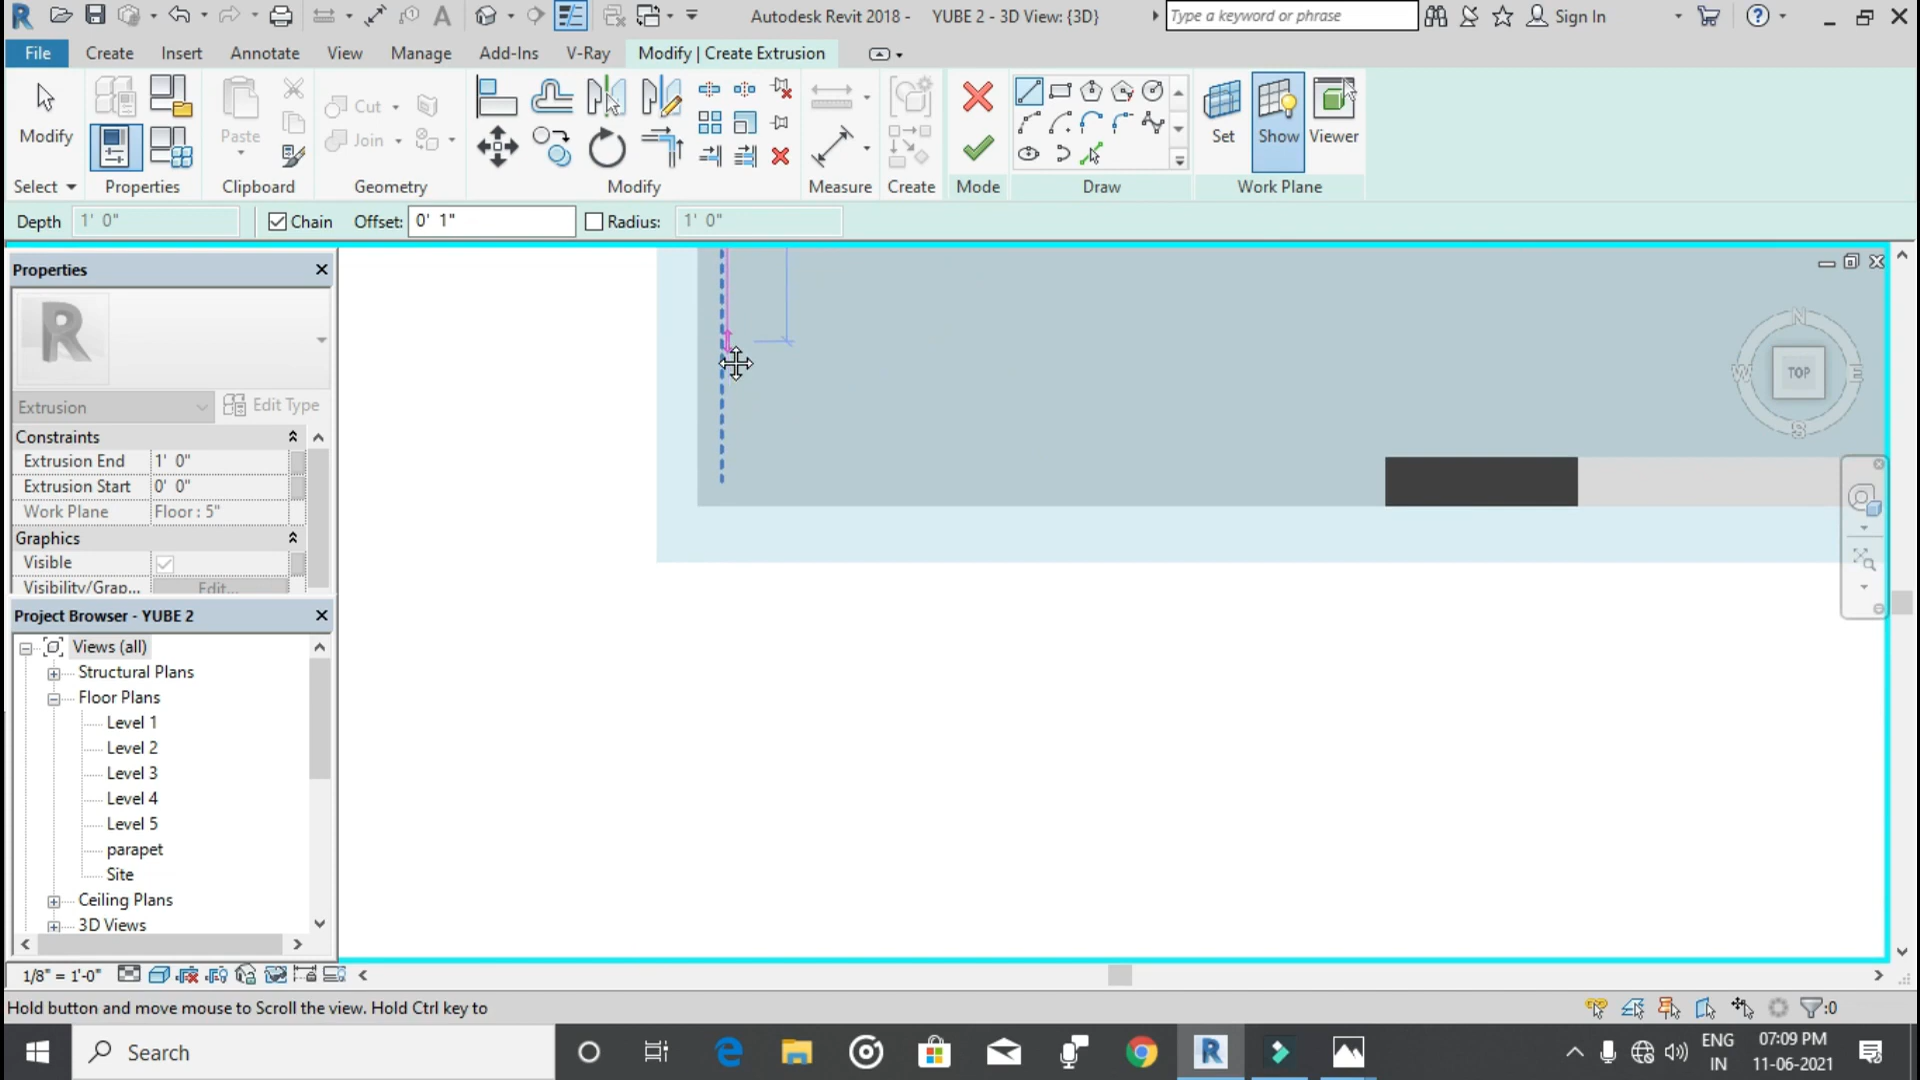 Autodesk Revit 2018 - YUBE 2 - 3D View: {3D}
Type a keyword or phrase
Sign In
File Create Insert Annotate View Manage Add-Ins V-Ray Modify | Create Extrusion
Modify
Paste
Cut
Join
Set Show Viewer
Select Properties Clipboard Geometry Modify Measure Create Mode Draw Work Plane
Depth 1' 0" Chain Offset: 0' 1" Radius: 1' 0"
Properties
Extrusion Edit Type
Constraints
Extrusion End 1' 0"
Extrusion Start 0' 0"
Work Plane Floor : 5"
Graphics
Visible
Visibility/Grap... Edit...
Project Browser - YUBE 2
Views (all)
Structural Plans
Floor Plans
Level 1
Level 2
Level 3
Level 4
Level 5
parapet
Site
Ceiling Plans
3D Views
N
W TOP E
S
1/8" = 1'-0"
Hold button and move mouse to Scroll the view. Hold Ctrl key to
:0
Search
ENG
IN
07:09 PM
11-06-2021